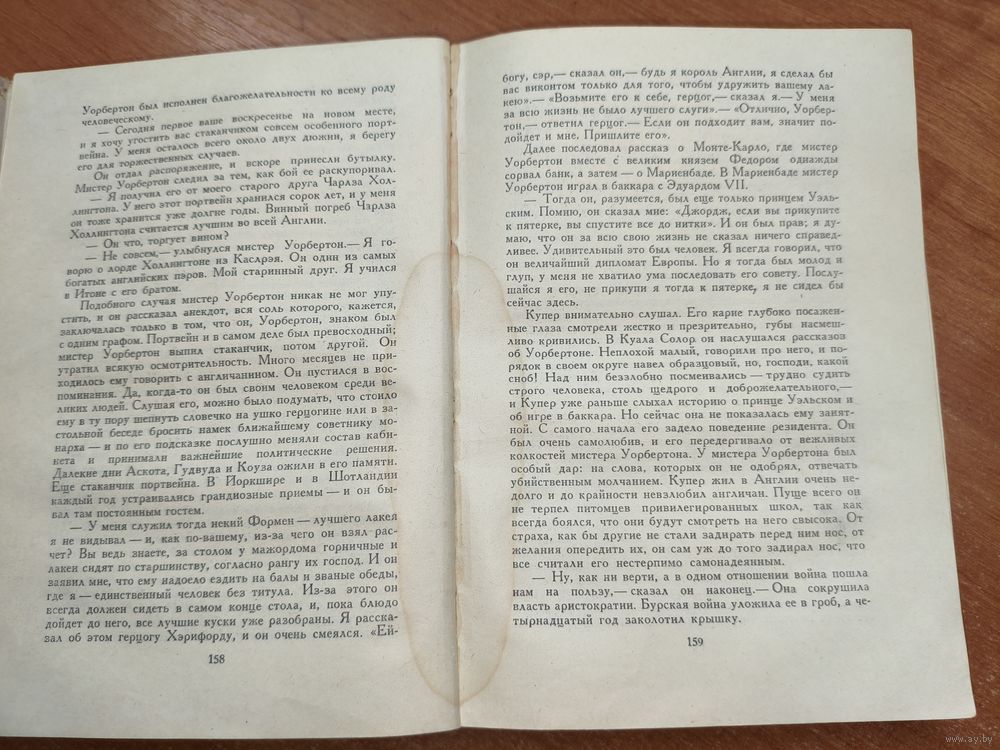 Уорбертон был исполнен благожелательности ко всему роду
человеческому.
— Сегодня первое ваше воскресенье на новом месте,
и я хочу угостить вас стаканчиком совсем особенного порт-
вейна. У меня осталось всего около двух дюжин, я берегу
его для торжественных случаев.
Он отдал распоряжение, и вскоре принесли бутылку.
Мистер Уорбертон следил за тем, как бой ее раскупоривал.
— Я получил его от моего старого друга Чарлза Хол-
лингтона. У него этот портвейн хранился сорок лет, и у меня
он тоже хранится уже долгие годы. Винный погреб Чарлза
Холлингтона считается лучшим во всей Англии.
— Он что, торгует вином?
— Не совсем,— улыбнулся мистер Уорбертон.— Я го-
ворю о лорде Холлингтоне из Каслрэя. Он один из самых
богатых английских пэров. Мой старинный друг. Я учился
в Итоне с его братом.
Подобного случая мистер Уорбертон никак не мог упу-
стить, и он рассказал анекдот, вся соль которого, кажется,
заключалась только в том, что он, Уорбертон, знаком был
с одним графом. Портвейн и в самом деле был превосходный;
мистер Уорбертон выпил стаканчик, потом другой. Он
утратил всякую осмотрительность. Много месяцев не при-
ходилось ему говорить с англичанином. Он пустился в вос-
поминания. Да, когда-то он был своим человеком среди ве-
ликих людей. Слушая его, можно было подумать, что стоило
ему в ту пору шепнуть словечко на ушко герцогине или в за-
стольной беседе бросить намек ближайшему советнику мо-
нарха — и по его подсказке послушно меняли состав каби-
нета и принимали важнейшие политические решения.
Далекие дни Аскота, Гудвуда и Коуза ожили в его памяти.
Еще стаканчик портвейна. В Йоркшире и в Шотландии
каждый год устраивались грандиозные приемы — и он бы-
вал там постоянным гостем.
— У меня служил тогда некий Формен — лучшего лакея
я не видывал — и, как по-вашему, из-за чего он взял рас-
чет? Вы ведь знаете, за столом у мажордома горничные и
лакеи сидят по старшинству, согласно рангу их господ. И он
заявил мне, что ему надоело ездить на балы и званые обеды,
где я — единственный человек без титула. Из-за этого он
всегда должен сидеть в самом конце стола, и, пока блюдо
дойдет до него, все лучшие куски уже разобраны. Я расска-
зал об этом герцогу Хэрифорду, и он очень смеялся. «Ей-
158
богу, сэр,— сказал он,— будь я король Англии, я сделал бы
вас виконтом только для того, чтобы удружить вашему ла-
кею».— «Возьмите его к себе, герцог,— сказал я.— У меня
за всю жизнь не было лучшего слуги».— «Отлично, Уорбер-
тон,— ответил герцог.— Если он подходит вам, значит по-
дойдет и мне. Пришлите его».
Далее последовал рассказ о Монте-Карло, где мистер
Уорбертон вместе с великим князем Федором однажды
сорвал банк, а затем — о Мариенбаде. В Мариенбаде мистер
Уорбертон играл в баккара с Эдуардом VII.
— Тогда он, разумеется, был еще только принцем Уэль-
ским. Помню, он сказал мне: «Джордж, если вы прикупите
к пятерке, вы спустите все до нитки». И он был прав; я ду-
маю, что он за всю свою жизнь не сказал ничего справед-
ливее. Удивительный это был человек. Я всегда говорил, что
он величайший дипломат Европы. Но я тогда был молод и
глуп, у меня не хватило ума последовать его совету. Послу-
шайся я его, не прикупи я тогда к пятерке, я не сидел бы
сейчас здесь.
Купер внимательно слушал. Его карие глубоко посажен-
ные глаза смотрели жестко и презрительно, губы насмеш-
ливо кривились. В Куала Солор он наслушался рассказов
об Уорбертоне. Неплохой малый, говорили про него, и по-
рядок в своем округе навел образцовый, но, господи, какой
сноб! Над ним беззлобно посмеивались — трудно судить
строго человека, столь щедрого и доброжелательного,—
и Купер уже раньше слыхал историю о принце Уэльском и
об игре в баккара. Но сейчас она не показалась ему занят-
ной. С самого начала его задело поведение резидента. Он
был очень самолюбив, и его передергивало от вежливых
колкостей мистера Уорбертона. У мистера Уорбертона был
особый дар: на слова, которых он не одобрял, отвечать
убийственным молчанием. Купер жил в Англии очень не-
долго и до крайности невзлюбил англичан. Пуще всего он
не терпел питомцев привилегированных школ, так как
всегда боялся, что они будут смотреть на него свысока. От
страха, как бы другие не стали задирать перед ним нос, от
желания опередить их, он сам уж до того задирал нос, что
все считали его нестерпимо самонадеянным.
— Ну, как ни верти, а в одном отношении война пошла
нам на пользу,— сказал он наконец.— Она сокрушила
власть аристократии. Бурская война уложила ее в гроб, а че-
тырнадцатый год заколотил крышку.
159
www.ay.by